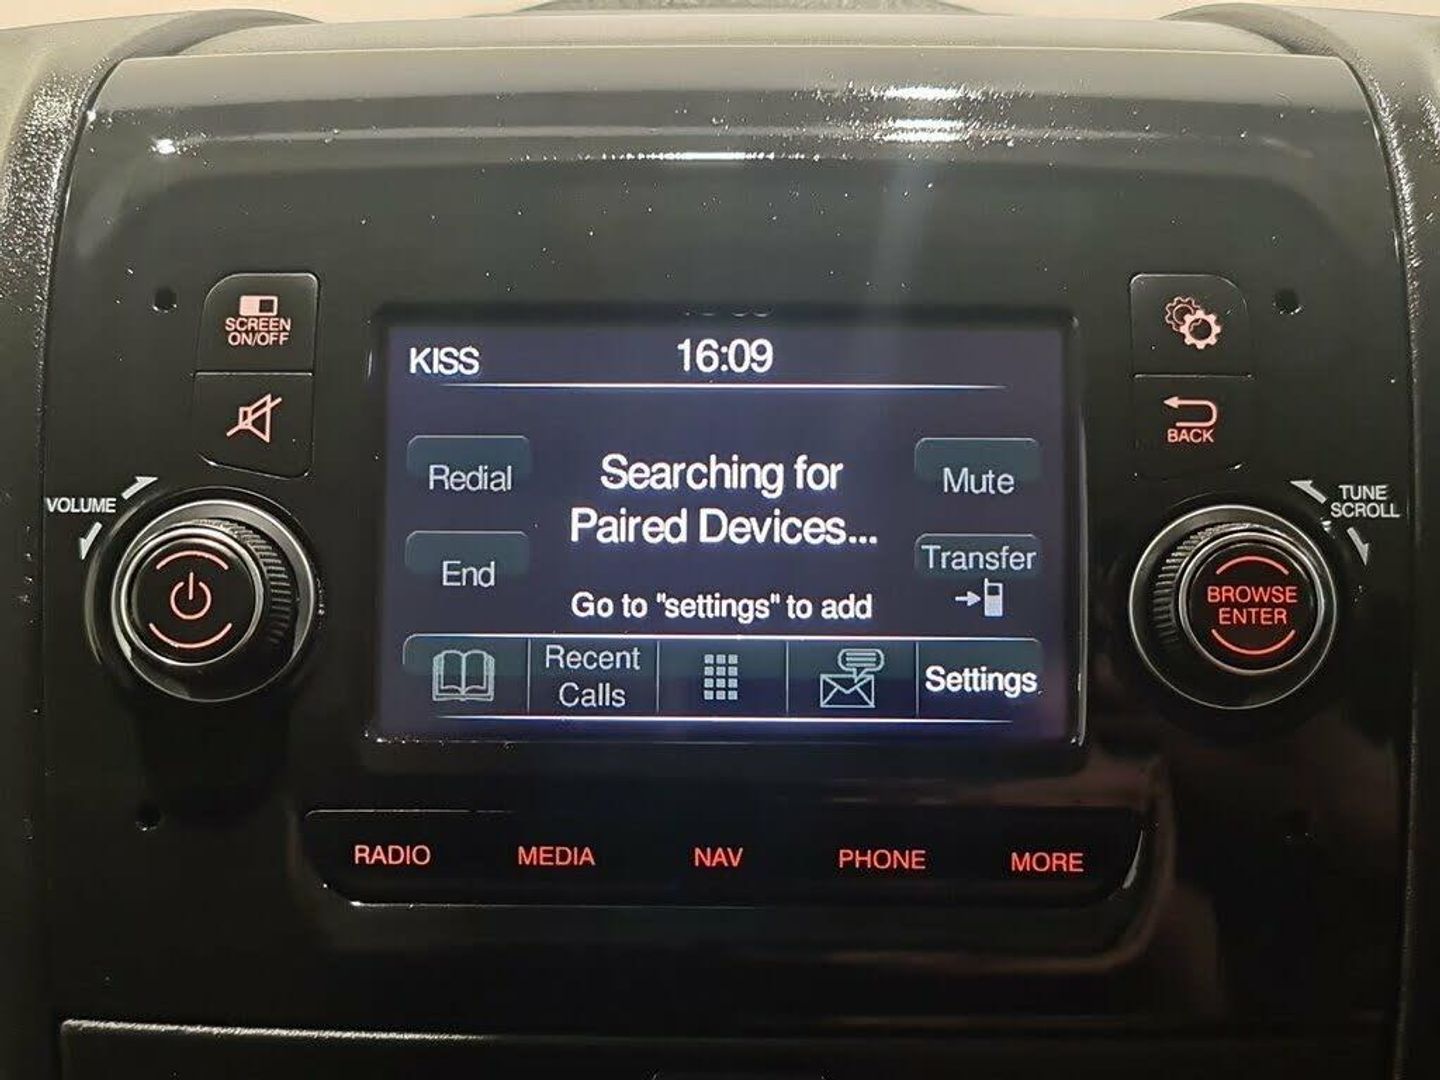 KISS
16:09
SCREEN
ON/OFF
BACK
VOLUME
TUNE
SCROLL
Redial
Searching for
Paired Devices...
Mute
End
Transfer
Go to "settings" to add
BROWSE
ENTER
Recent
Calls
Settings
RADIO
MEDIA
NAV
PHONE
MORE